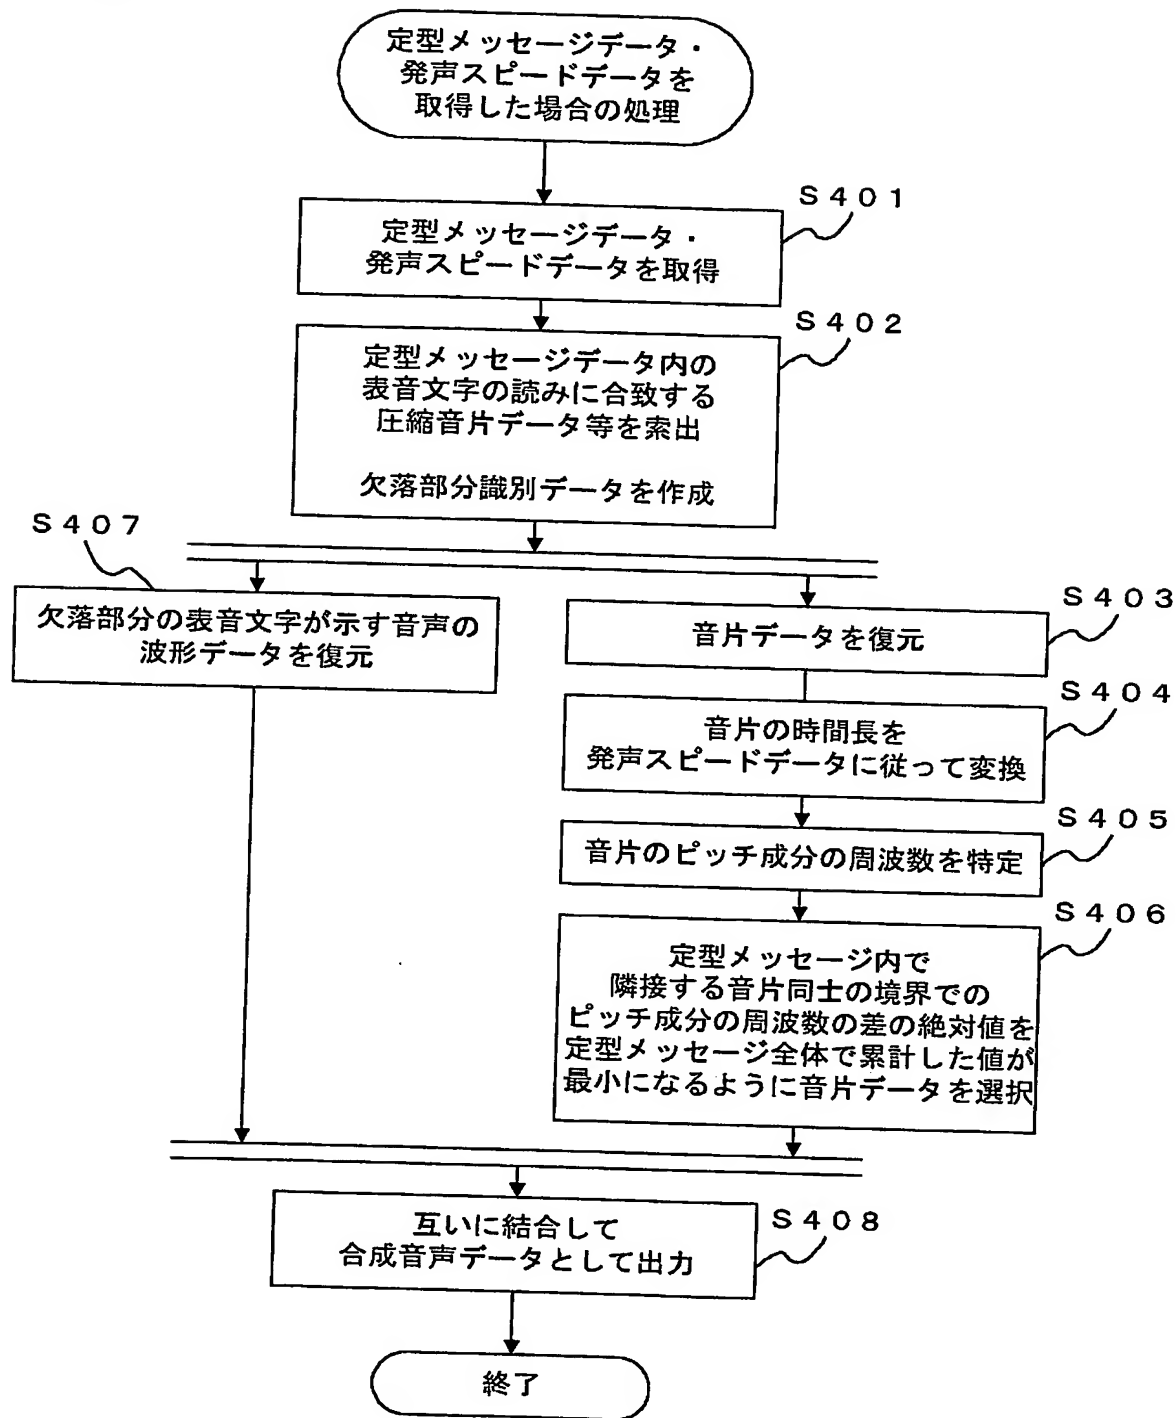 定型メッセージデータ・
発声スピードデータを
取得した場合の処理
S401
定型メッセージデータ・
発声スピードデータを取得
S402
定型メッセージデータ内の
表音文字の読みに合致する
圧縮音片データ等を索出
欠落部分識別データを作成
S407
欠落部分の表音文字が示す音声の
波形データを復元
S403
音片データを復元
S404
音片の時間長を
発声スピードデータに従って変換
S405
音片のピッチ成分の周波数を特定
S406
定型メッセージ内で
隣接する音片同士の境界での
ピッチ成分の周波数の差の絶対値を
定型メッセージ全体で累計した値が
最小になるように音片データを選択
互いに結合して
合成音声データとして出力
S408
終了